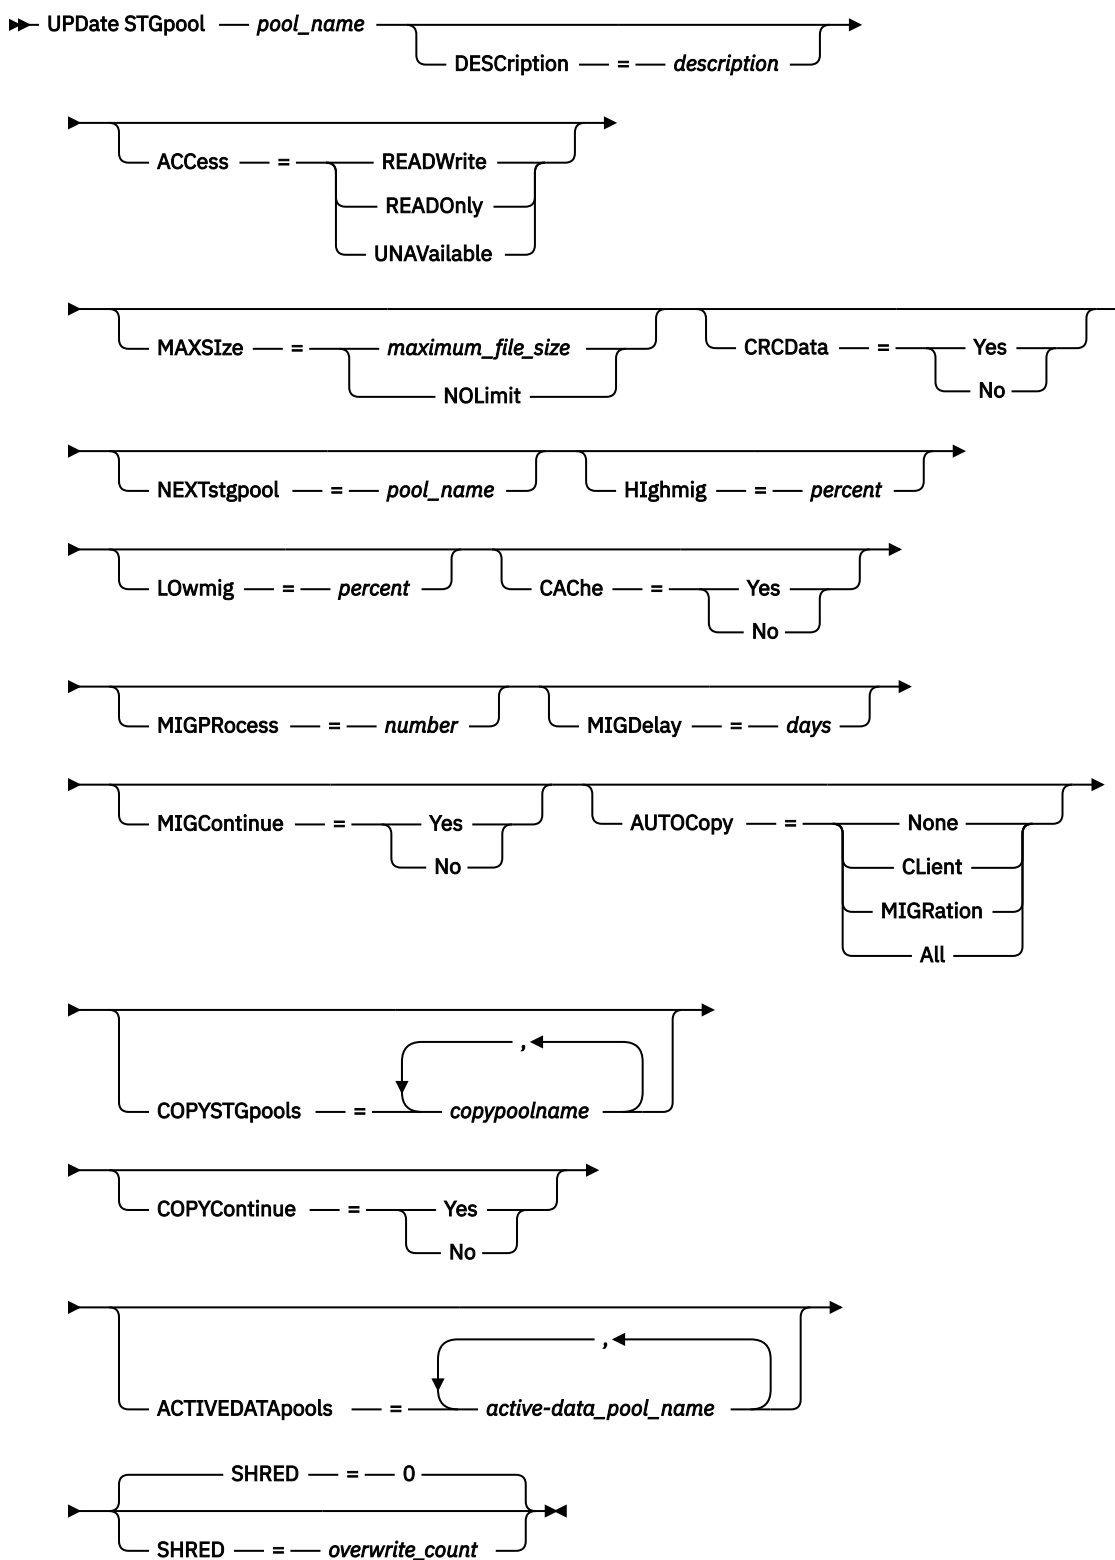 UPDate STGpool pool_name
DESCription = description
ACCess = READWrite
READOnly
UNAVailable
MAXSIze = maximum_file_size CRCData = Yes
NOLimit No
NEXTstgpool = pool_name HIghmig = percent
LOwmig = percent CAChe = Yes
No
MIGPRocess = number MIGDelay = days
MIGContinue = Yes AUTOCopy = None
No CLient
MIGRation
All
,
COPYSTGpools = copypoolname
COPYContinue = Yes
No
,
ACTIVEDATApools = active-data_pool_name
SHRED = 0
SHRED = overwrite_count